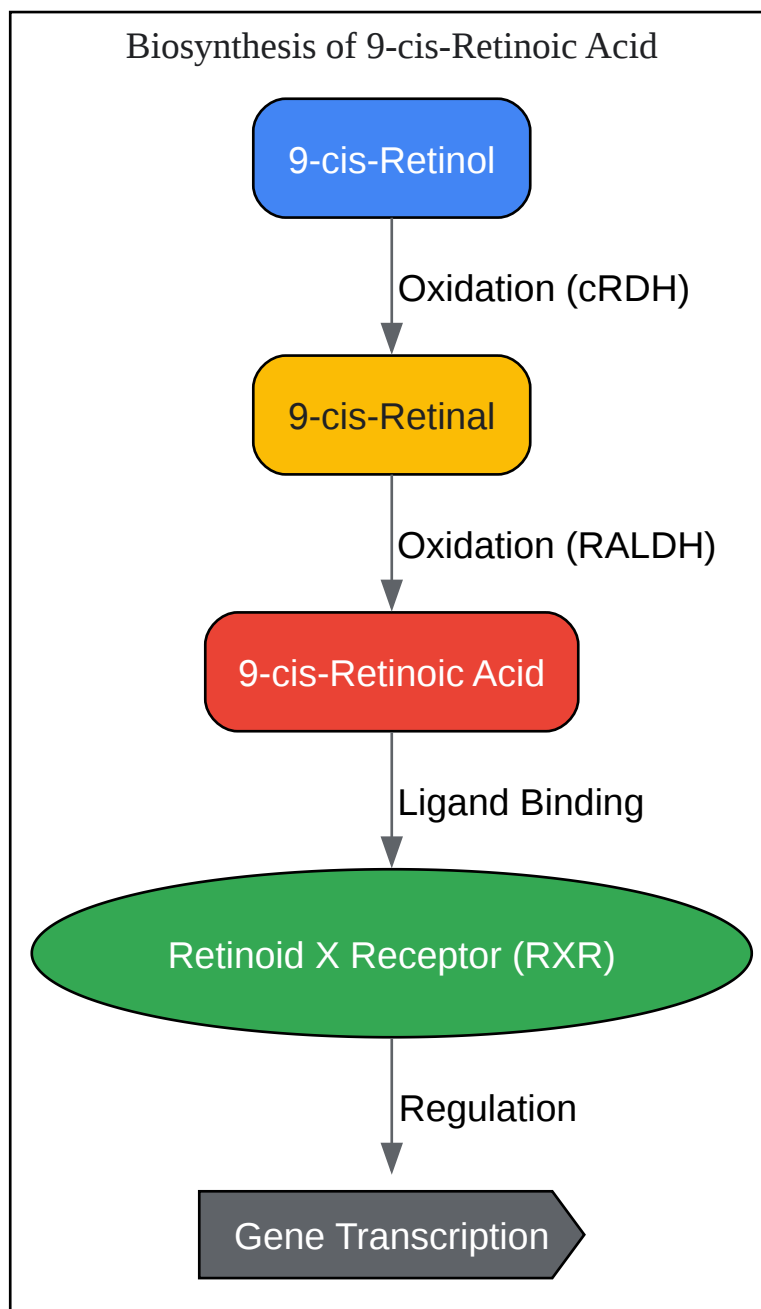 Biosynthesis of 9-cis-Retinoic Acid
9-cis-Retinol
Oxidation (cRDH)
9-cis-Retinal
Oxidation (RALDH)
9-cis-Retinoic Acid
Ligand Binding
Retinoid X Receptor (RXR)
Regulation
Gene Transcription